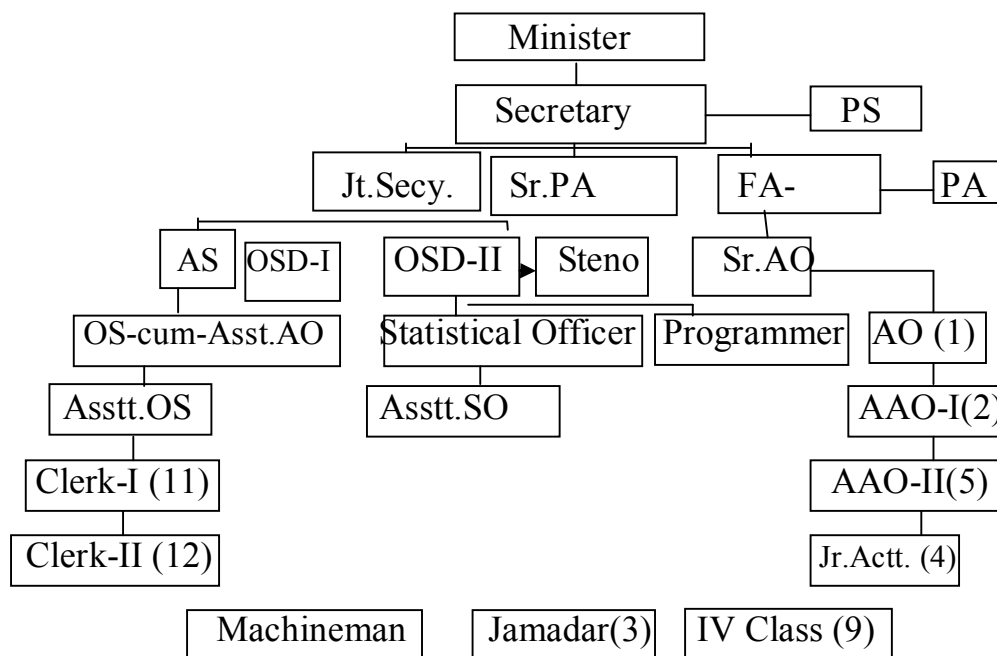 Minister
Secretary
PS
Jt.Secy.
Sr.PA
FA-
PA
AS
OSD-I
OSD-II
Steno
Sr.AO
OS-cum-Asst.AO
Statistical Officer
Programmer
AO (1)
Asstt.OS
Asstt.SO
AAO-I(2)
Clerk-I (11)
AAO-II(5)
Clerk-II (12)
Jr.Actt. (4)
Machineman
Jamadar(3)
IV Class (9)